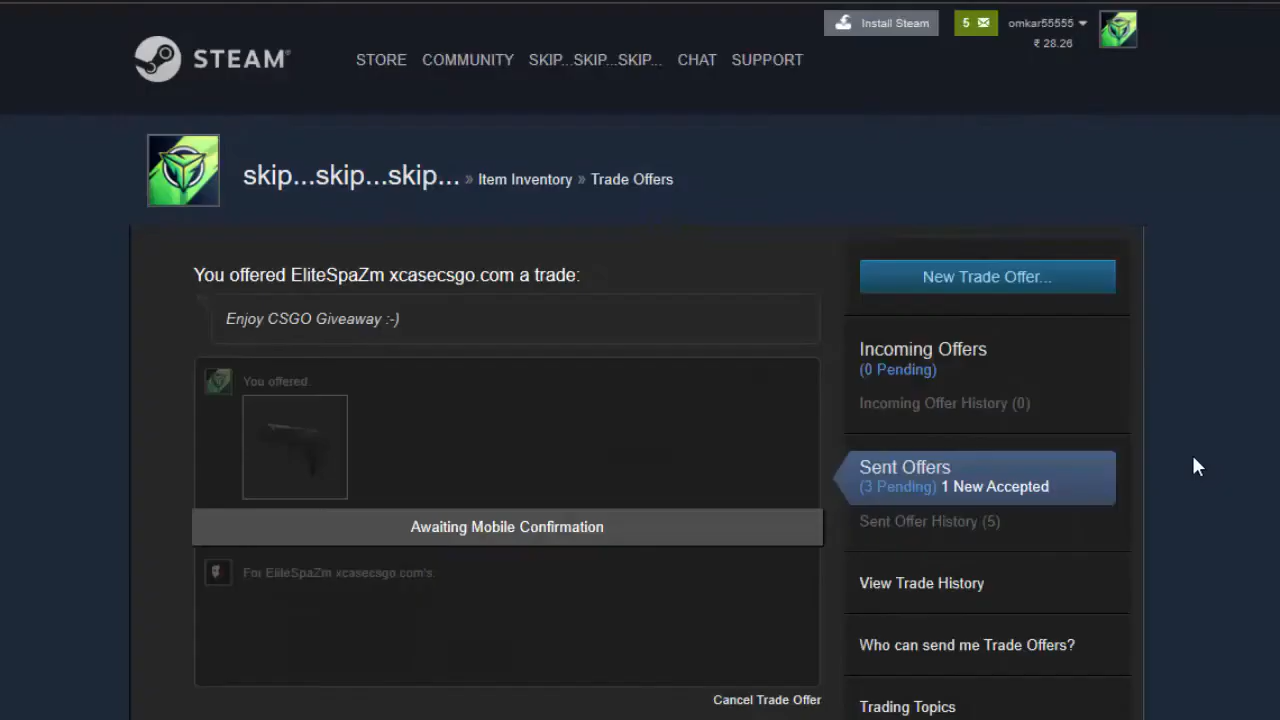 Install Steam
5
omkar55555
₹ 28.26
STEAM®
STORE
COMMUNITY
SKIP...SKIP...SKIP...
CHAT
SUPPORT
skip...skip...skip... » Item Inventory » Trade Offers
You offered EliteSpaZm xcasecsgo.com a trade:
Enjoy CSGO Giveaway :-)
You offered:
Awaiting Mobile Confirmation
For EliteSpaZm xcasecsgo.com's:
Cancel Trade Offer
New Trade Offer...
Incoming Offers
(0 Pending)
Incoming Offer History (0)
Sent Offers
(3 Pending) 1 New Accepted
Sent Offer History (5)
View Trade History
Who can send me Trade Offers?
Trading Topics